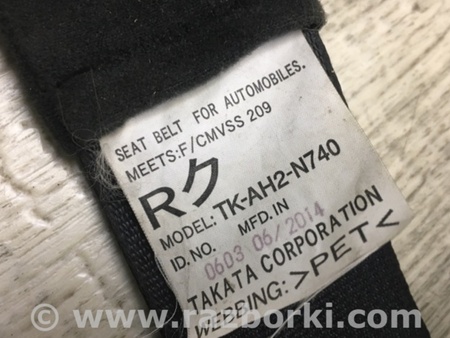 SEAT BELT FOR AUTOMOBILES.
MEETS:F/CMVSS 209
Rク
MODEL: TK-AH2-N740
ID.NO. MFD.IN
0603 06/2014
TAKATA CORPORATION
WEBBING: >PET<
© www.razborki.com